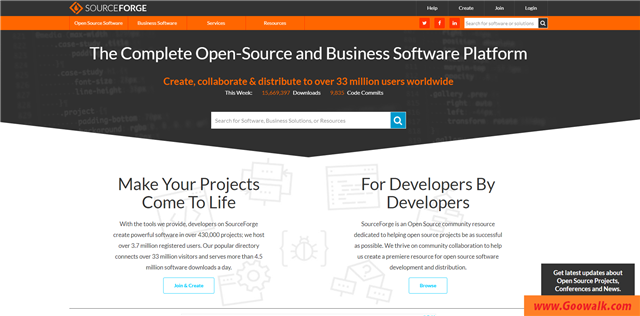 SOURCEFORGE
Help Create Join Login
Open Source Software Business Software Services Resources
Search for software or solutions
The Complete Open-Source and Business Software Platform
Create, collaborate & distribute to over 33 million users worldwide
This Week: 15,669,397 Downloads 9,835 Code Commits
Search for Software, Business Solutions, or Resources
Make Your Projects
Come To Life
With the tools we provide, developers on SourceForge
create powerful software in over 430,000 projects; we host
over 3.7 million registered users. Our popular directory
connects over 33 million visitors and serves more than 4.5
million software downloads a day.
Join & Create
For Developers By
Developers
SourceForge is an Open Source community resource
dedicated to helping open source projects be as successful
as possible. We thrive on community collaboration to help
us create a premiere resource for open source software
development and distribution.
Browse
Get latest updates about
Open Source Projects,
Conferences and News.
www.Goowalk.com